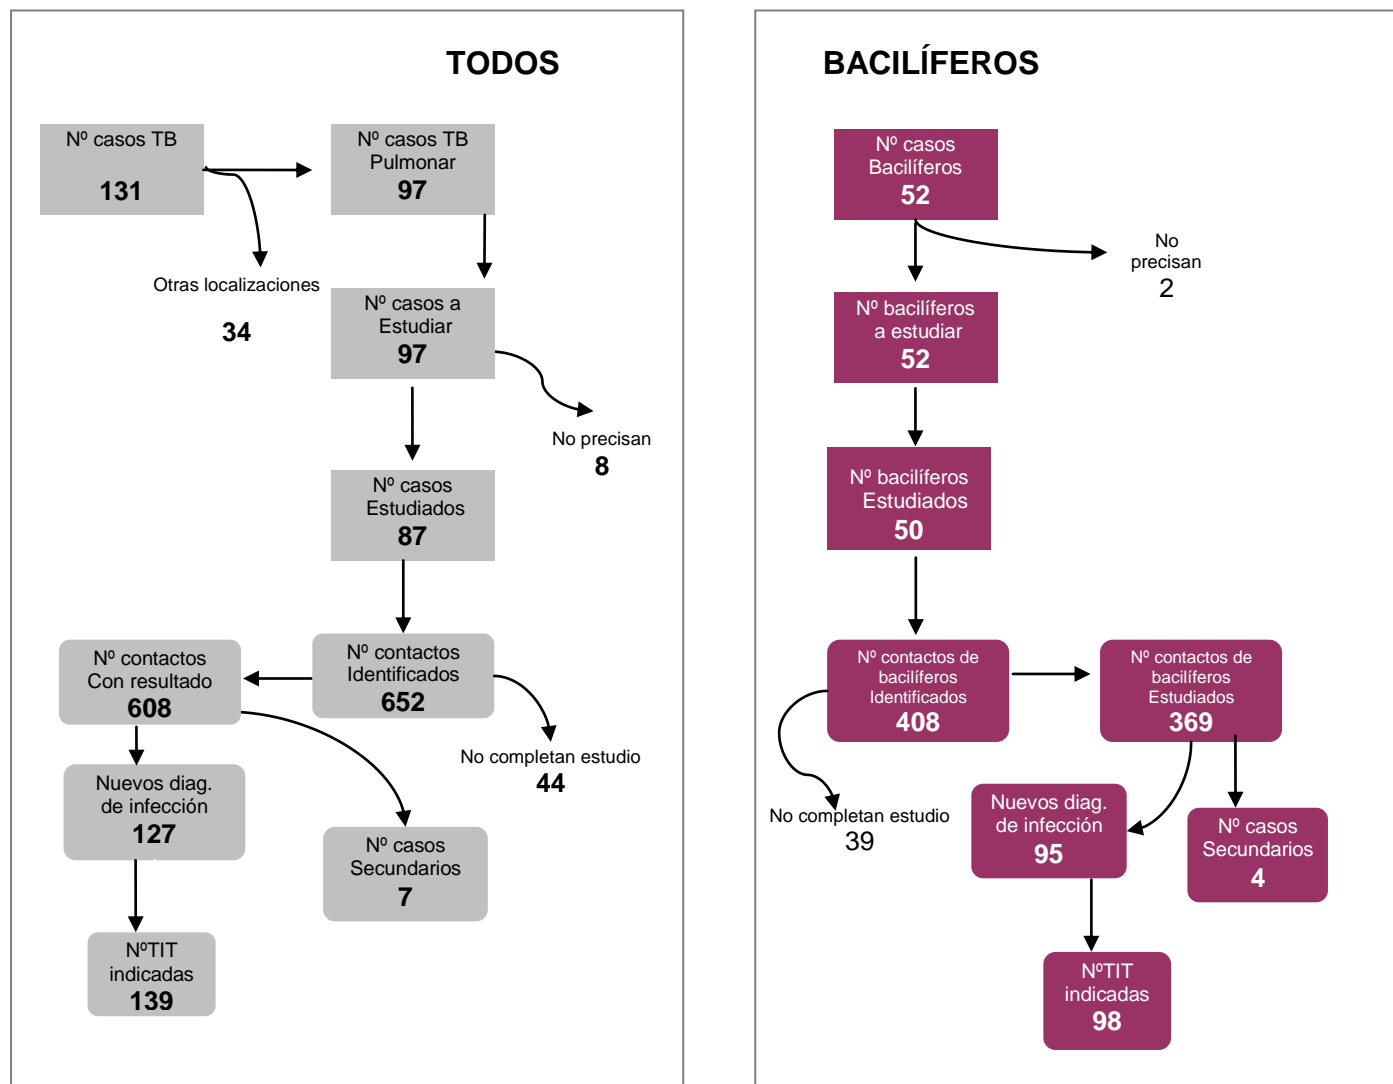 TODOS
Nº casos TB
131
Nº casos TB
Pulmonar
97
Otras localizaciones
34
Nº casos a
Estudiar
97
No precisan
8
Nº casos
Estudiados
87
Nº contactos
Con resultado
608
Nº contactos
Identificados
652
No completan estudio
44
Nuevos diag.
de infección
127
Nº casos
Secundarios
7
NºTIT
indicadas
139
BACILÍFEROS
Nº casos
Bacilíferos
52
No
precisan
2
Nº bacilíferos
a estudiar
52
Nº bacilíferos
Estudiados
50
Nº contactos de
bacilíferos
Identificados
408
Nº contactos de
bacilíferos
Estudiados
369
No completan estudio
39
Nuevos diag.
de infección
95
Nº casos
Secundarios
4
NºTIT
indicadas
98